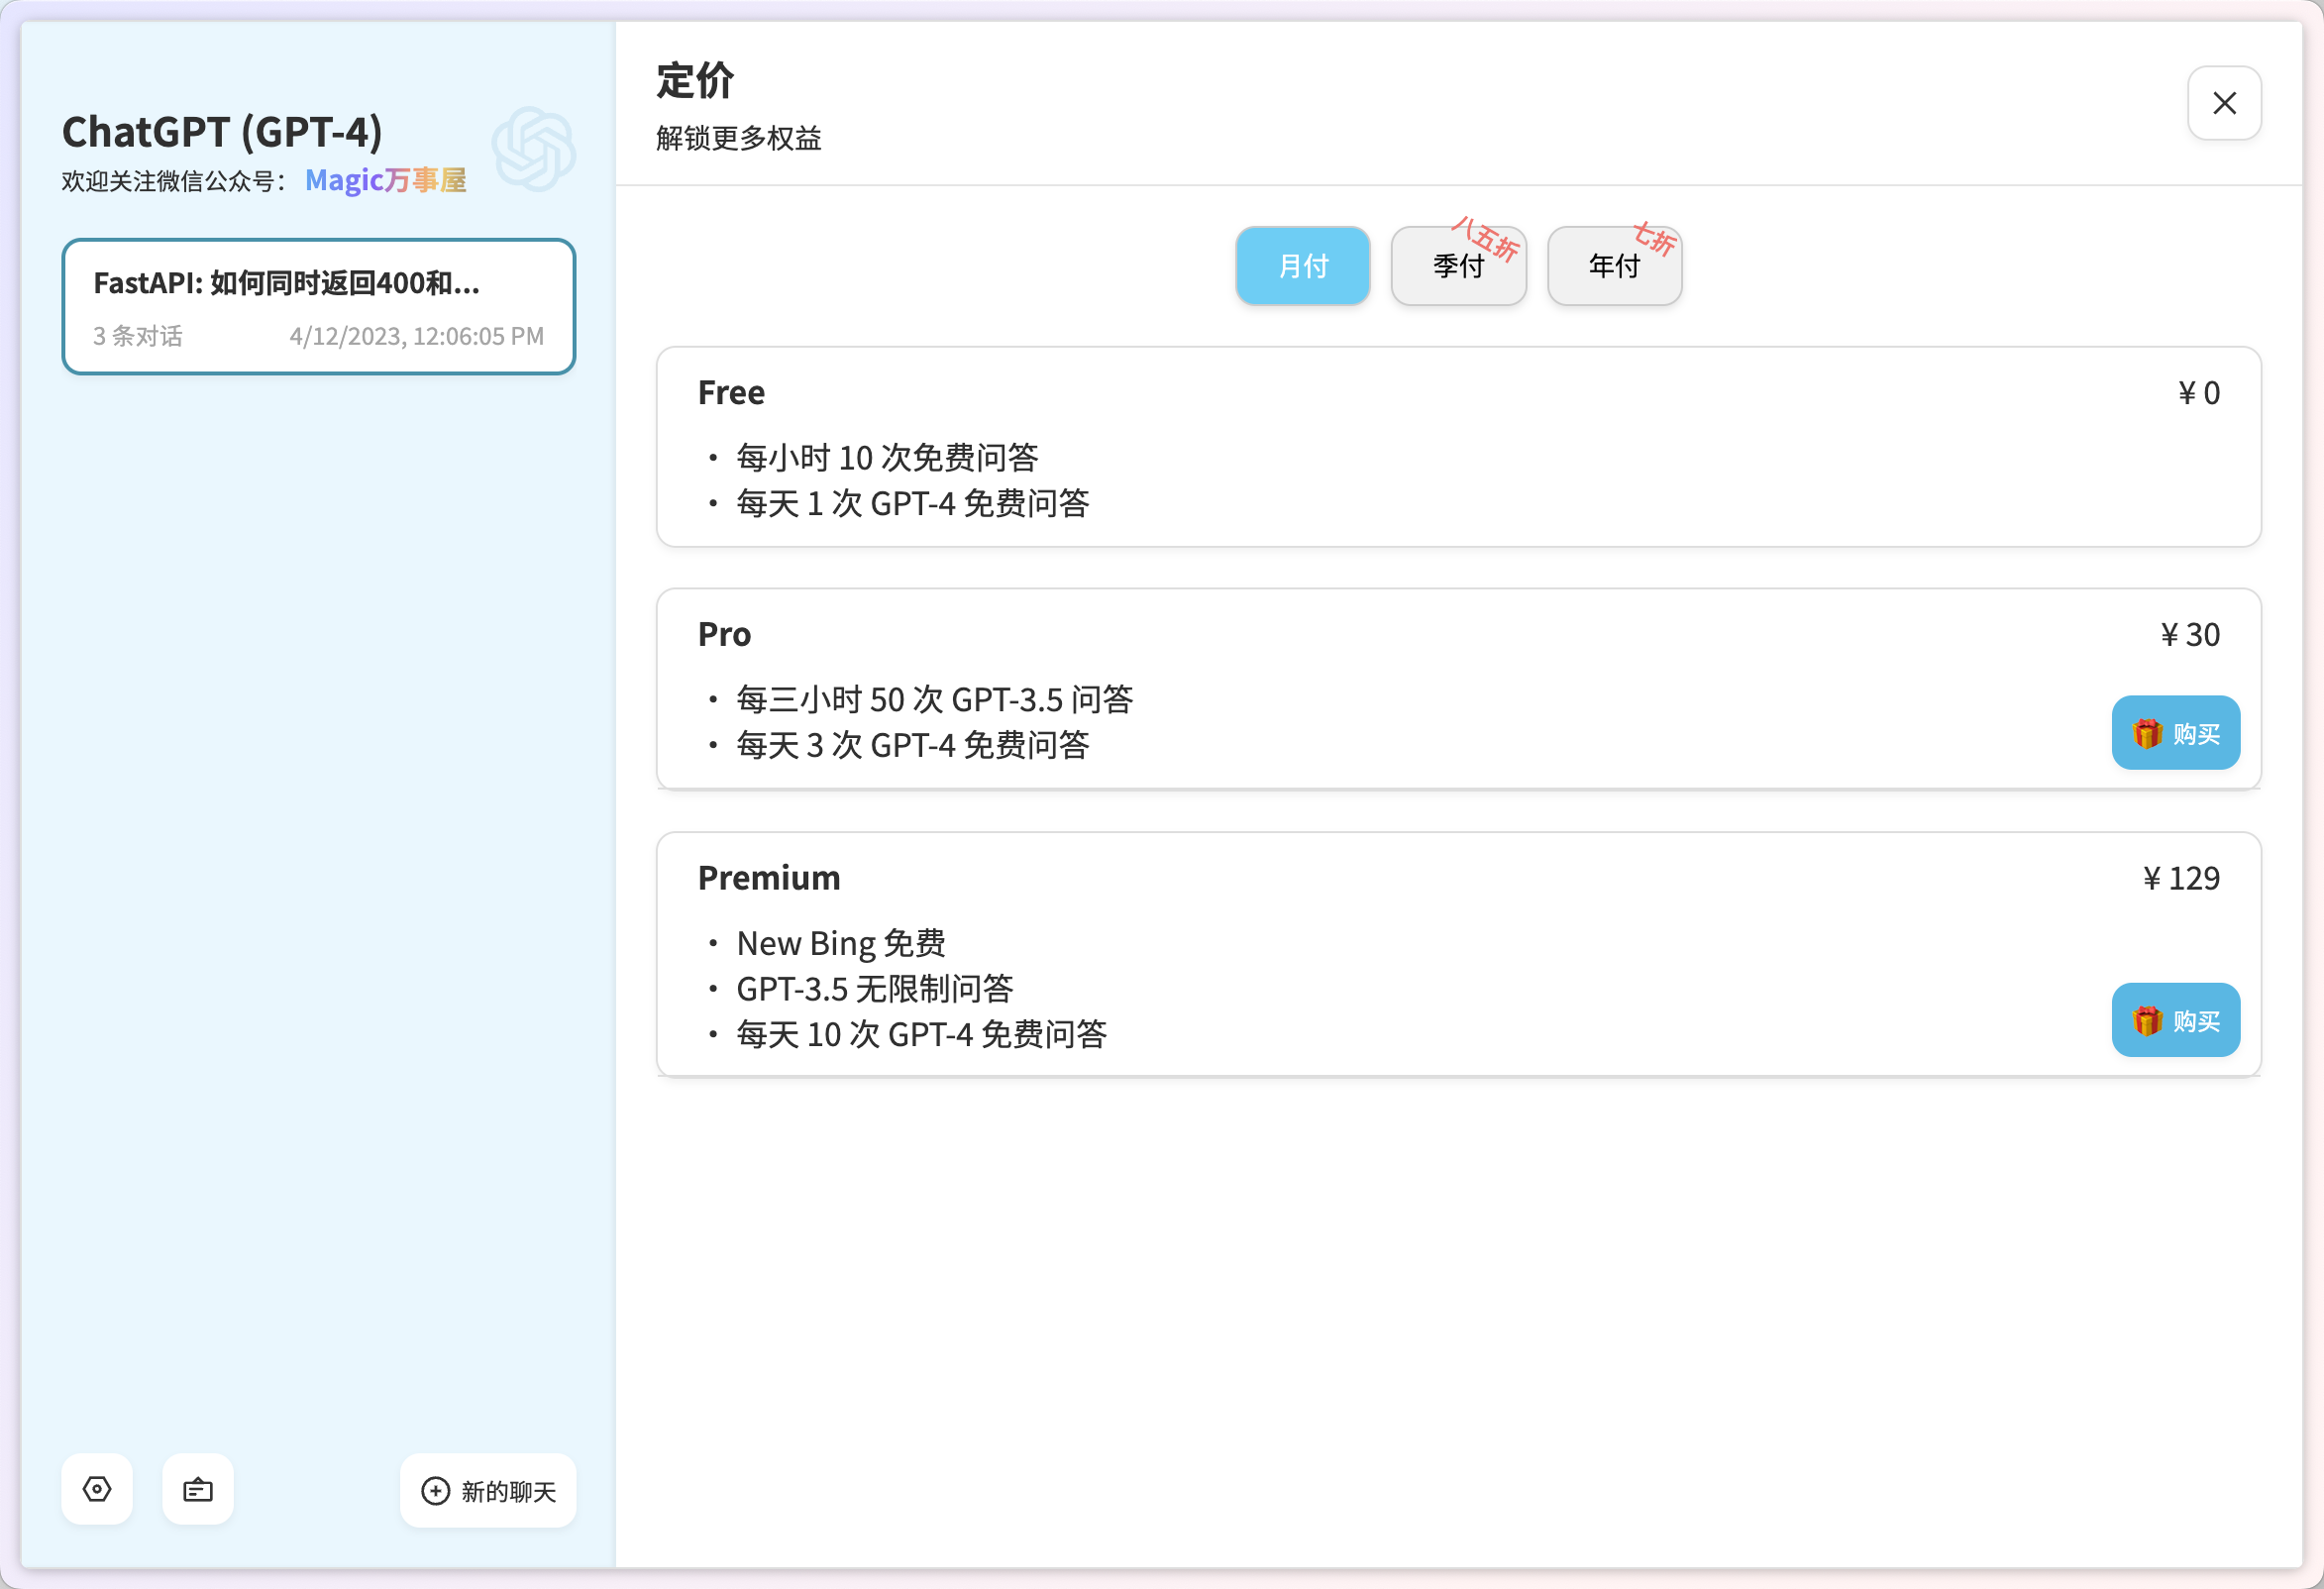 ChatGPT (GPT-4)
欢迎关注微信公众号： Magic万事屋
FastAPI: 如何同时返回400和...
3 条对话 4/12/2023, 12:06:05 PM
新的聊天
定价
解锁更多权益
月付 季付 八五折 年付 七折
Free ¥ 0
• 每小时 10 次免费问答
• 每天 1 次 GPT-4 免费问答
Pro ¥ 30
• 每三小时 50 次 GPT-3.5 问答
• 每天 3 次 GPT-4 免费问答
购买
Premium ¥ 129
• New Bing 免费
• GPT-3.5 无限制问答
• 每天 10 次 GPT-4 免费问答
购买